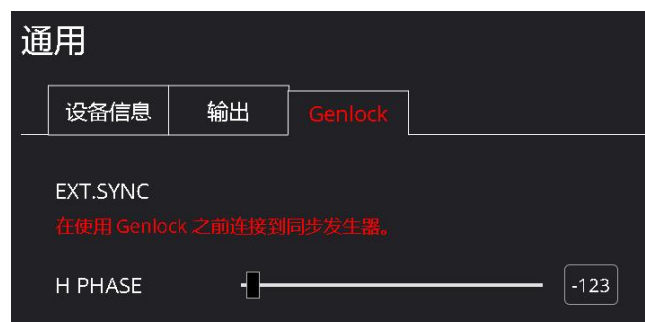 通用
设备信息 输出 Genlock
EXT.SYNC
在使用 Genlock 之前连接到同步发生器。
H PHASE -123